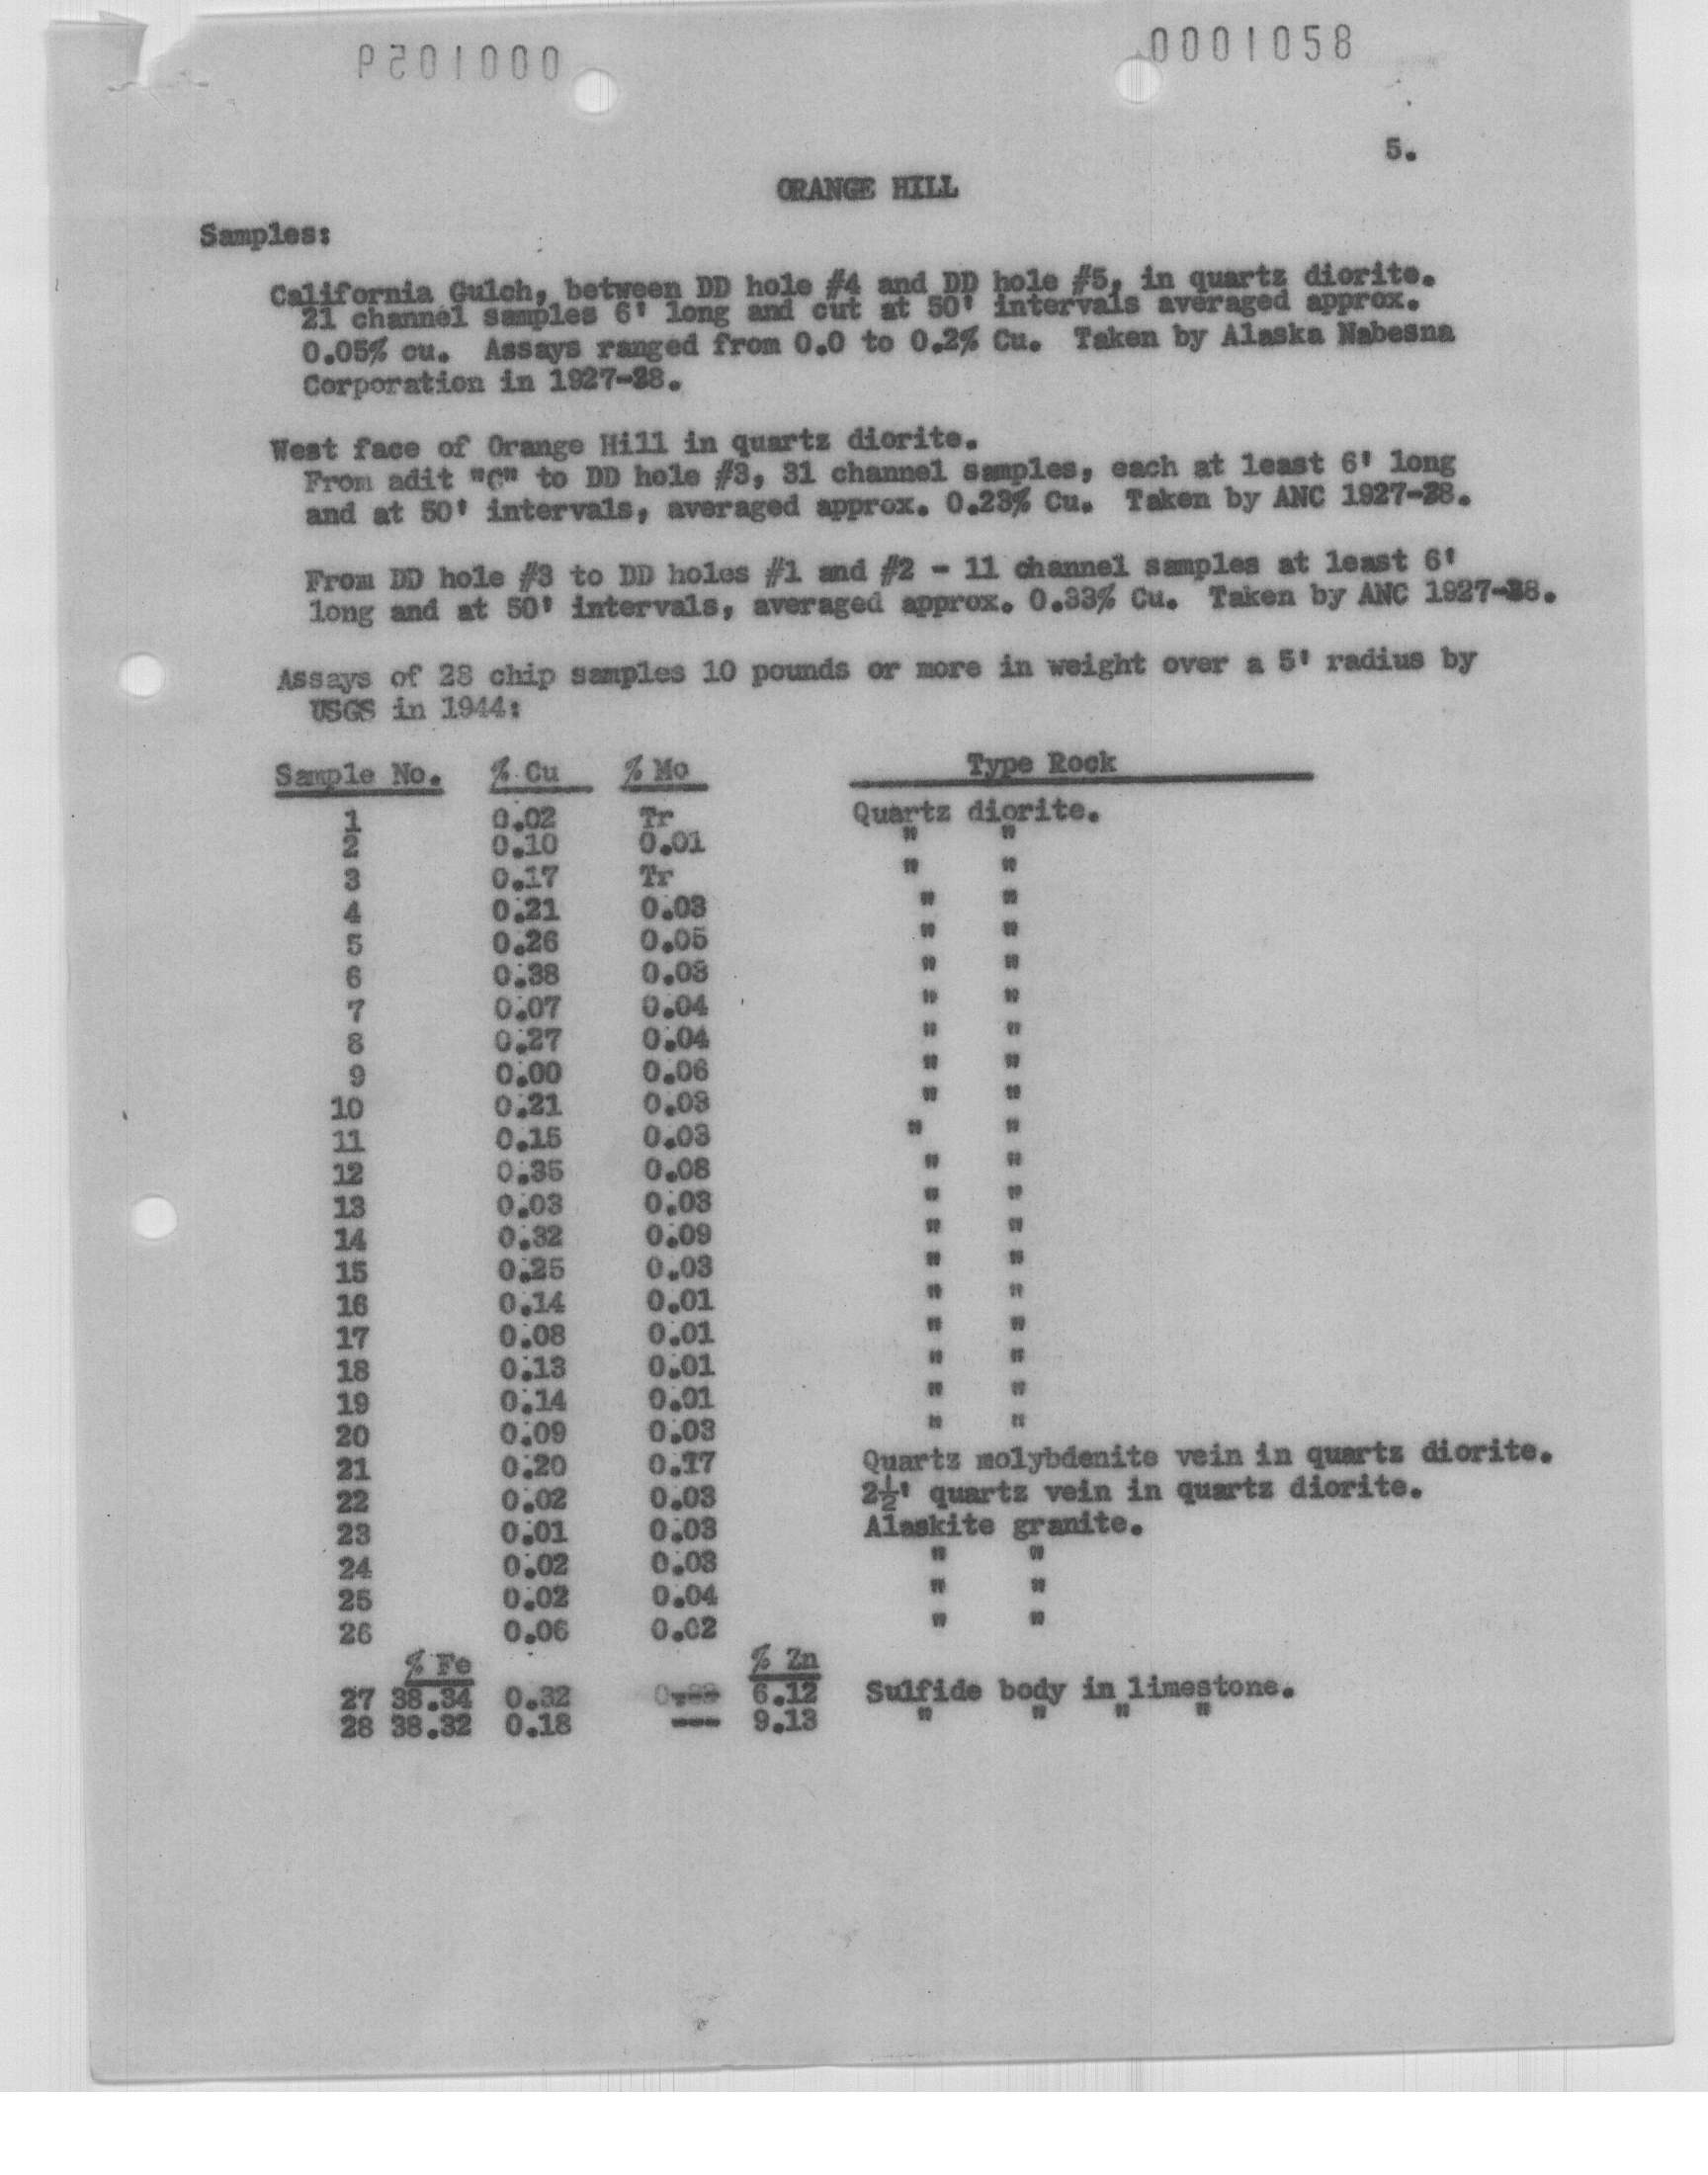 0001059
0001058
5.
ORANGE HILL
Samples:
California Gulch, between DD hole #4 and DD hole #5, in quartz diorite.
21 channel samples 6' long and cut at 50' intervals averaged approx.
0.05% cu. Assays ranged from 0.0 to 0.2% Cu. Taken by Alaska Nabesna
Corporation in 1927-28.
West face of Orange Hill in quartz diorite.
From adit "C" to DD hole #3, 31 channel samples, each at least 6' long
and at 50' intervals, averaged approx. 0.23% Cu. Taken by ANC 1927-28.
From DD hole #3 to DD holes #1 and #2 - 11 channel samples at least 6'
long and at 50' intervals, averaged approx. 0.33% Cu. Taken by ANC 1927-28.
Assays of 28 chip samples 10 pounds or more in weight over a 5' radius by
USGS in 1944:
Sample No. % Cu % Mo Type Rock
1 0.02 Tr Quartz diorite.
2 0.10 0.01 " "
3 0.17 Tr " "
4 0.21 0.03 " "
5 0.26 0.05 " "
6 0.38 0.03 " "
7 0.07 0.04 " "
8 0.27 0.04 " "
9 0.00 0.06 " "
10 0.21 0.03 " "
11 0.15 0.03 " "
12 0.35 0.08 " "
13 0.03 0.03 " "
14 0.32 0.09 " "
15 0.25 0.03 " "
16 0.14 0.01 " "
17 0.08 0.01 " "
18 0.13 0.01 " "
19 0.14 0.01 " "
20 0.09 0.03 " "
21 0.20 Quartz molybdenite vein in quartz diorite.
22 0.02 0.03 2½' quartz vein in quartz diorite.
23 0.01 0.03 Alaskite granite.
24 0.02 0.03 " "
25 0.02 0.04 " "
26 0.06 0.02 " "
% Fe % Zn
27 38.34 0.32 6.12 Sulfide body in limestone.
28 38.32 0.18 --- 9.13 " " " "